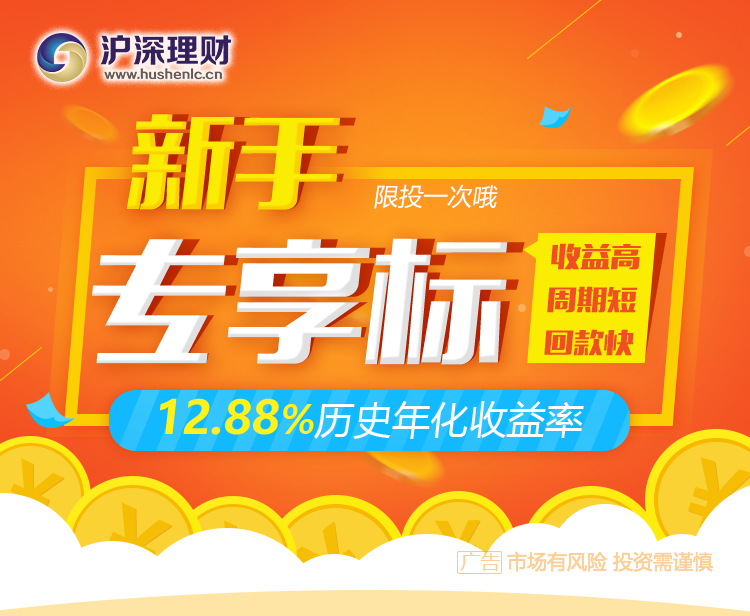 沪深理财
www.hushenlc.cn
新手
限投一次哦
专享标
收益高
周期短
回款快
12.88%历史年化收益率
广告 市场有风险 投资需谨慎